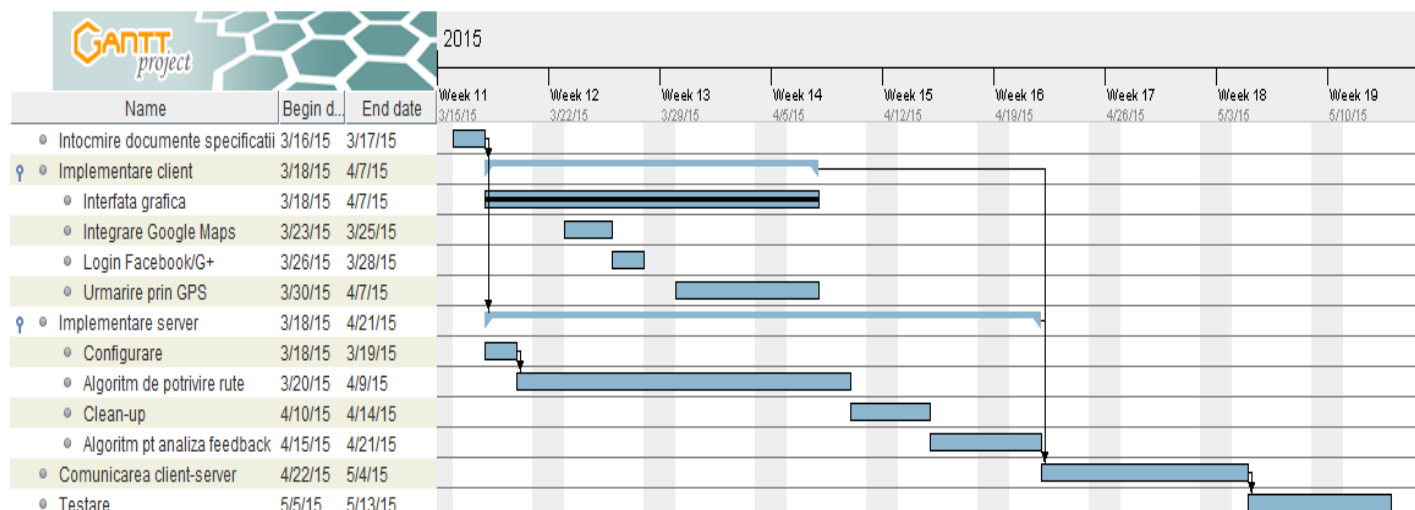 GANTT
project
2015
Week 11 Week 12 Week 13 Week 14 Week 15 Week 16 Week 17 Week 18 Week 19
3/15/15 3/22/15 3/29/15 4/5/15 4/12/15 4/19/15 4/26/15 5/3/15 5/10/15
Name Begin d... End date
Intocmire documente specificatii 3/16/15 3/17/15
Implementare client 3/18/15 4/7/15
Interfata grafica 3/18/15 4/7/15
Integrare Google Maps 3/23/15 3/25/15
Login Facebook/G+ 3/26/15 3/28/15
Urmarire prin GPS 3/30/15 4/7/15
Implementare server 3/18/15 4/21/15
Configurare 3/18/15 3/19/15
Algoritm de potrivire rute 3/20/15 4/9/15
Clean-up 4/10/15 4/14/15
Algoritm pt analiza feedback 4/15/15 4/21/15
Comunicarea client-server 4/22/15 5/4/15
Testare 5/5/15 5/13/15